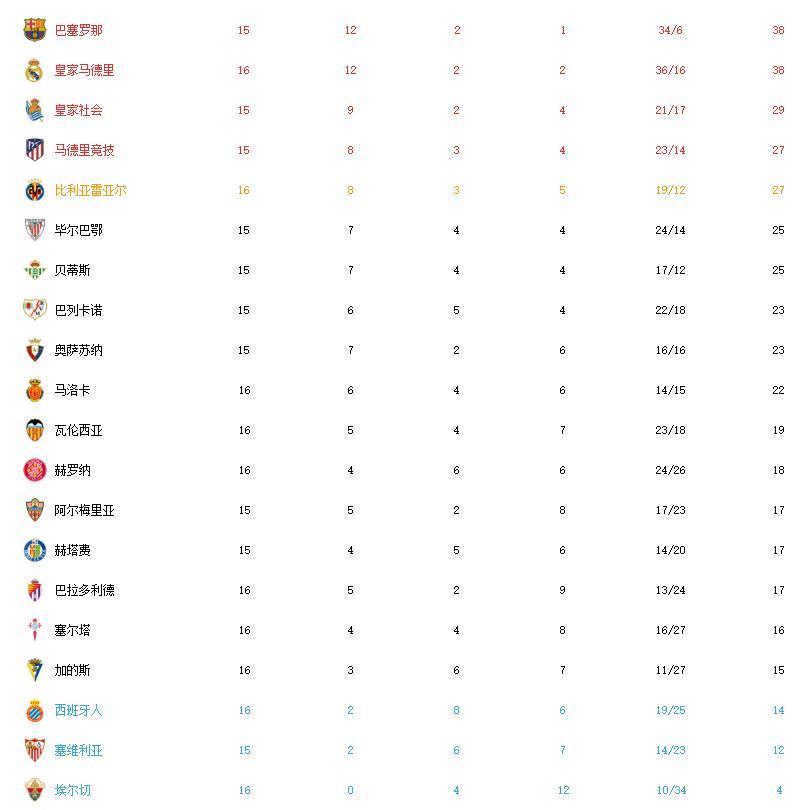 巴塞罗那 15 12 2 1 34/6 38
皇家马德里 16 12 2 2 36/16 38
皇家社会 15 9 2 4 21/17 29
马德里竞技 15 8 3 4 23/14 27
比利亚雷亚尔 16 8 3 5 19/12 27
毕尔巴鄂 15 7 4 4 24/14 25
贝蒂斯 15 7 4 4 17/12 25
巴列卡诺 15 6 5 4 22/18 23
奥萨苏纳 15 7 2 6 16/16 23
马洛卡 16 6 4 6 14/15 22
瓦伦西亚 16 5 4 7 23/18 19
赫罗纳 16 4 6 6 24/26 18
阿尔梅里亚 15 5 2 8 17/23 17
赫塔费 15 4 5 6 14/20 17
巴拉多利德 16 5 2 9 13/24 17
塞尔塔 16 4 4 8 16/27 16
加的斯 16 3 6 7 11/27 15
西班牙人 16 2 8 6 19/25 14
塞维利亚 15 2 6 7 14/23 12
埃尔切 16 0 4 12 10/34 4